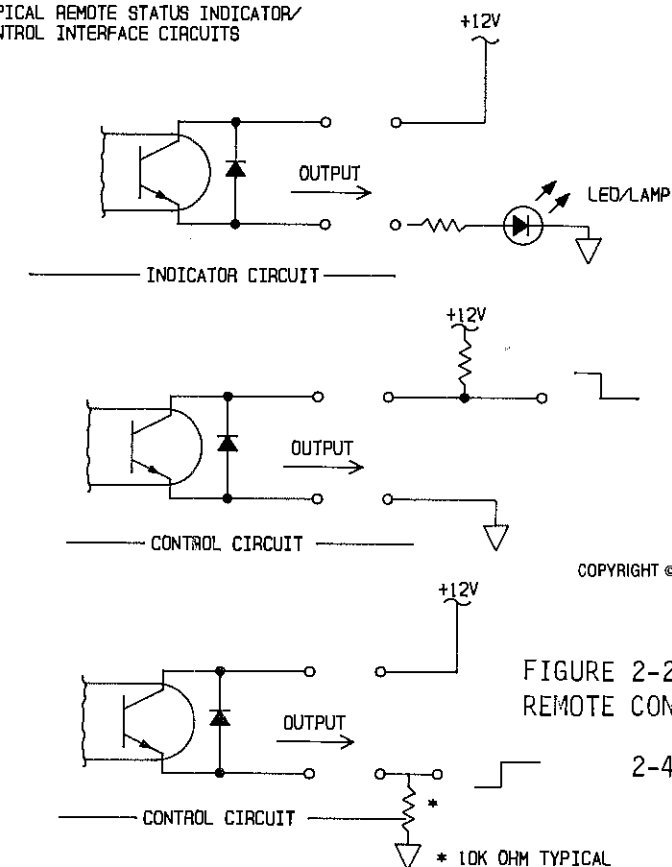 PICAL REMOTE STATUS INDICATOR/
NTROL INTERFACE CIRCUITS
+12V
OUTPUT
LED/LAMP
INDICATOR CIRCUIT
+12V
OUTPUT
CONTROL CIRCUIT
COPYRIGHT ©
+12V
FIGURE 2-2
REMOTE CON
OUTPUT
2-4
*
CONTROL CIRCUIT
* 10K OHM TYPICAL